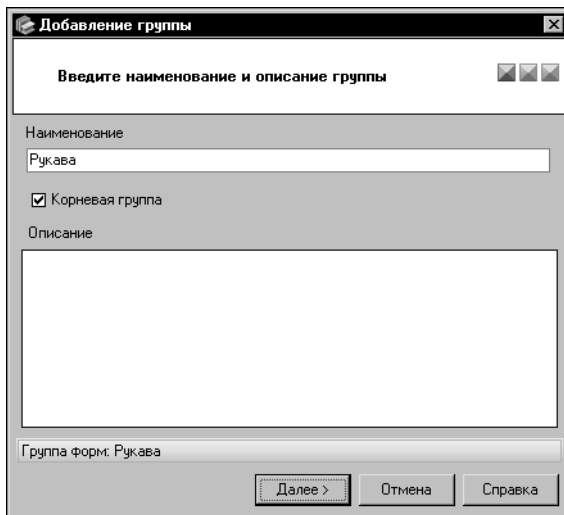 Добавление группы
Введите наименование и описание группы
Наименование
Рукава
Корневая группа
Описание
Группа форм: Рукава
Далее >
Отмена
Справка